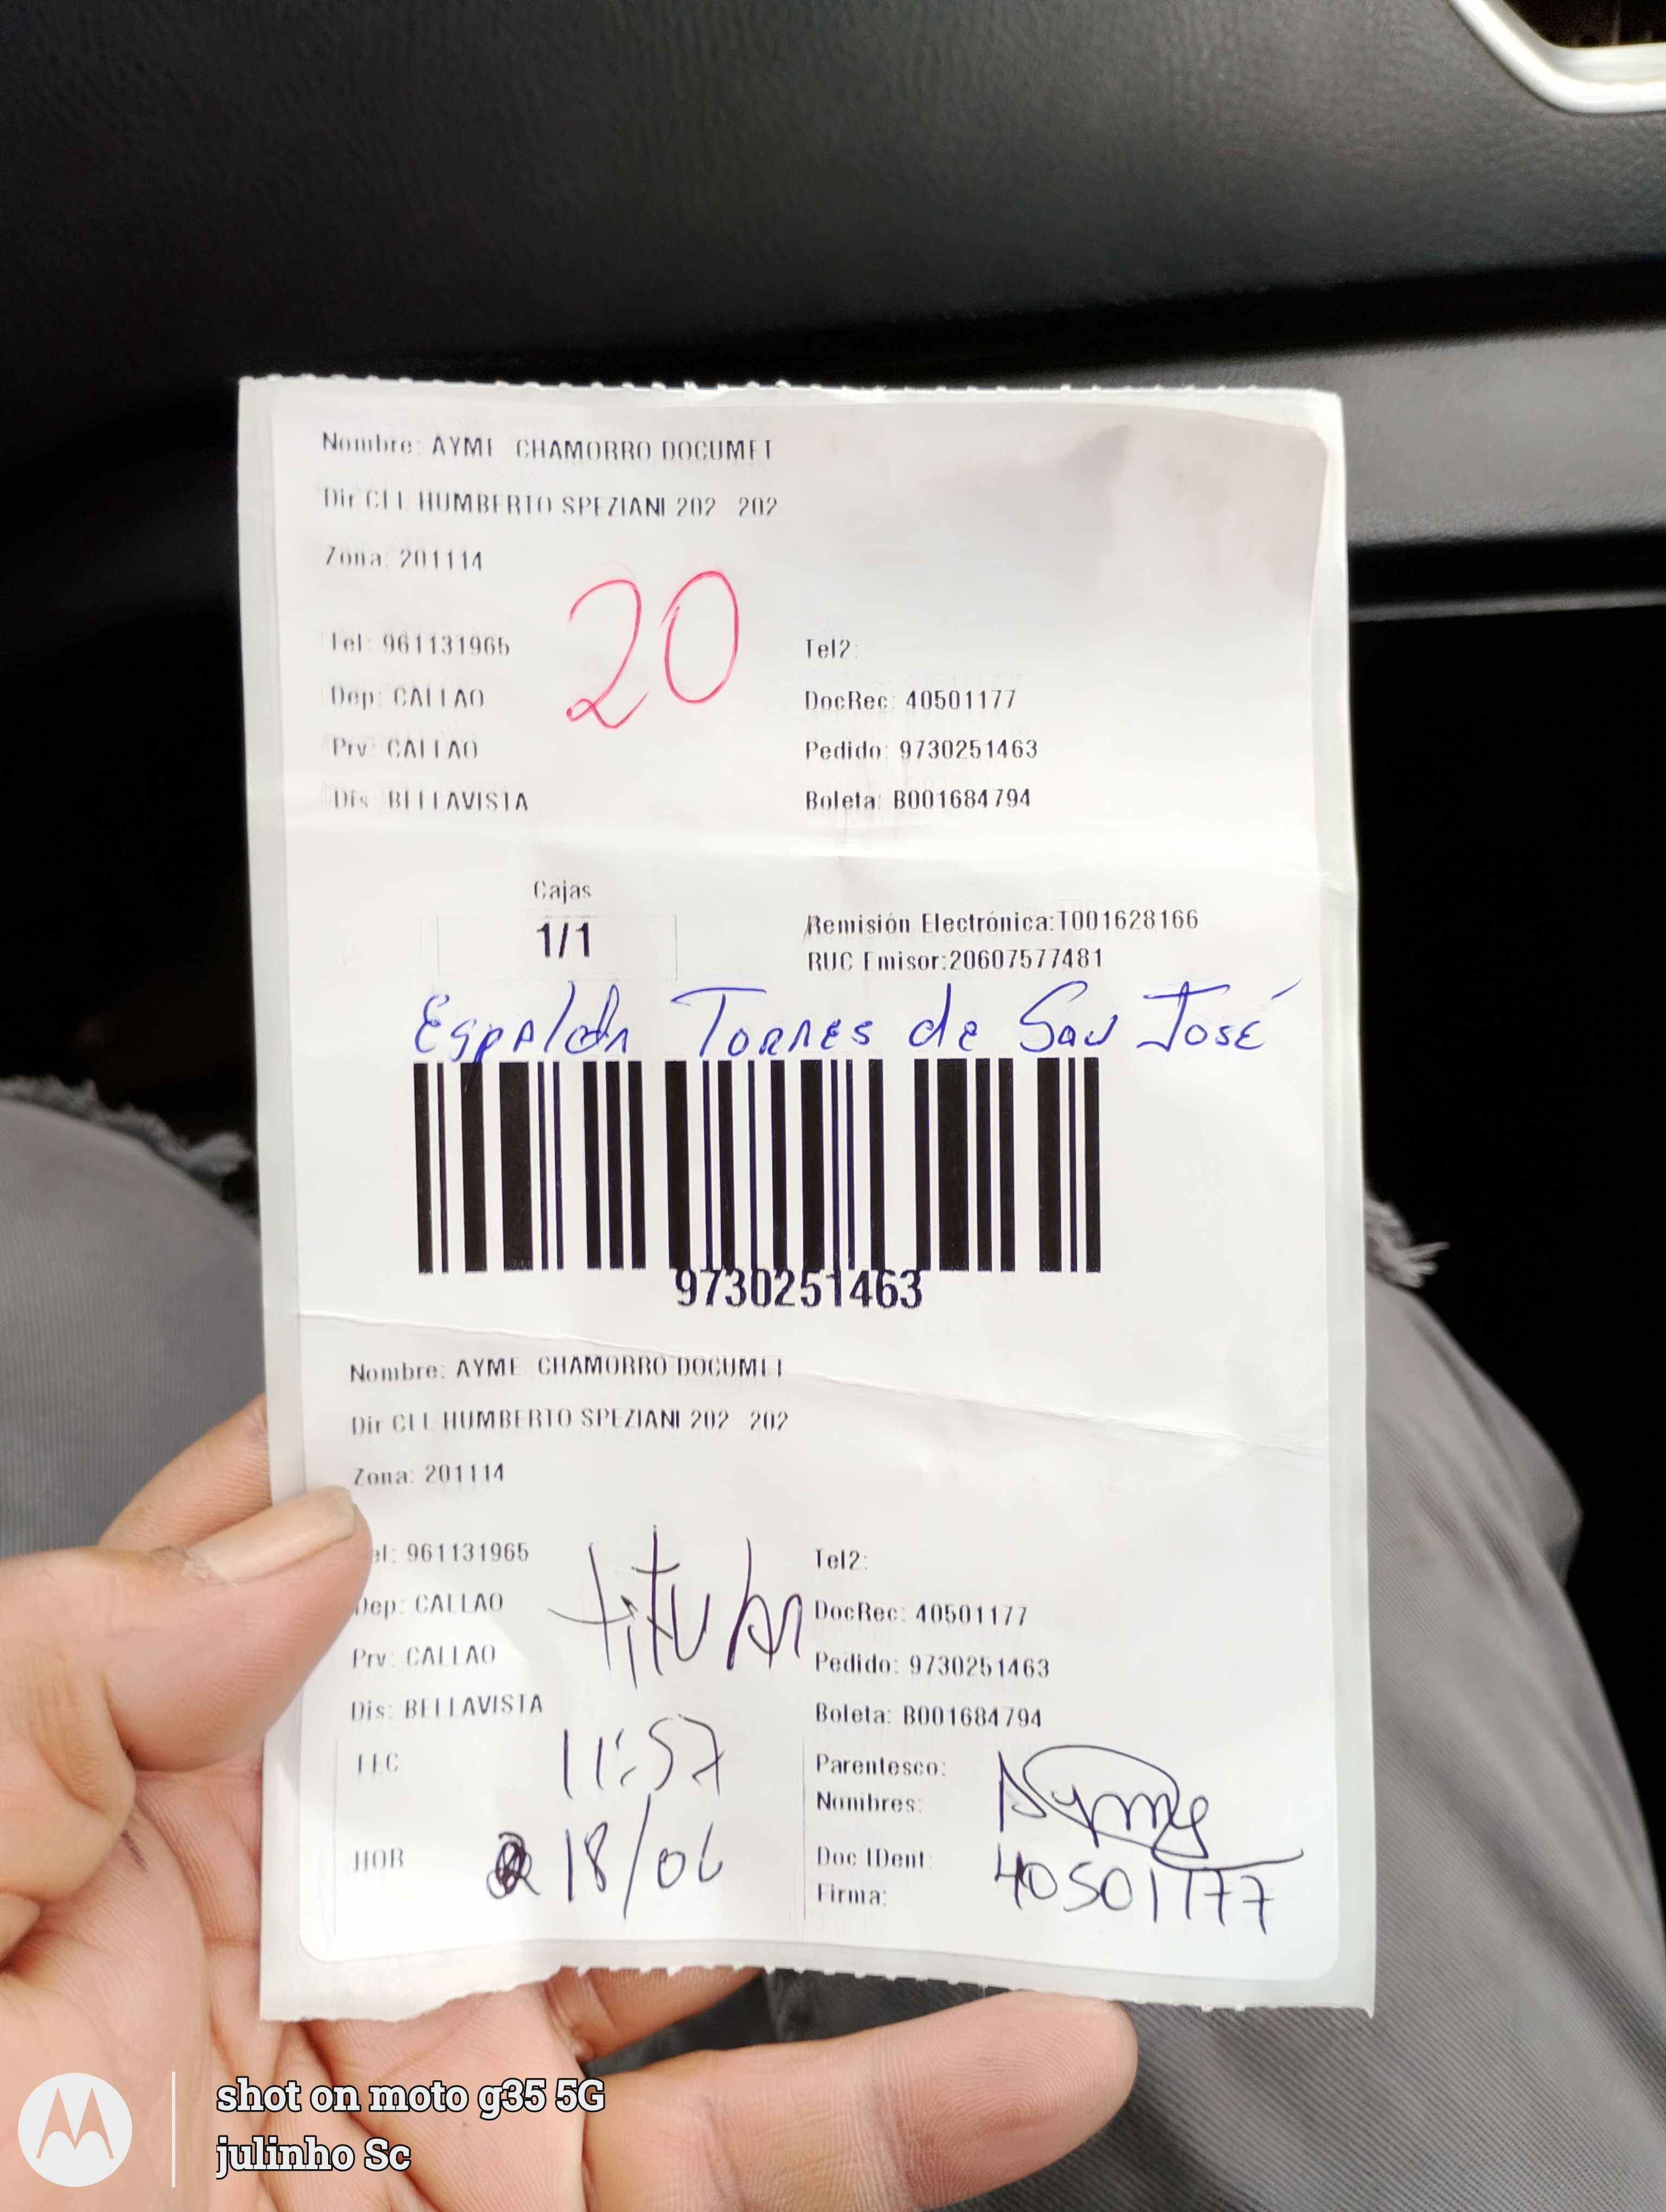 Nombre: AYME CHAMORRO DOCUMET
Dir CLL HUMBERTO SPEZIANI 202 202
Zona: 201114
20
Tel: 961131965 Tel2:
Dep: CALLAO DocRec: 40501177
Prv: CALLAO Pedido: 9730251463
Dis: BELLAVISTA Boleta: B001684794
Cajas
1/1
Remisión Electrónica:T001628166
RUC Emisor:20607577481
Espalda Torres de San José
9730251463
Nombre: AYME CHAMORRO DOCUMET
Dir CLL HUMBERTO SPEZIANI 202 202
Zona: 201114
el: 961131965 Tel2:
Dep: CALLAO titular DocRec: 40501177
Prv: CALLAO Pedido: 9730251463
Dis: BELLAVISTA Boleta: B001684794
FEC 11:57 Parentesco:
Nombres: Ayme
HOR 18/06 Doc IDent: 40501177
Firma:
shot on moto g35 5G
julinho Sc